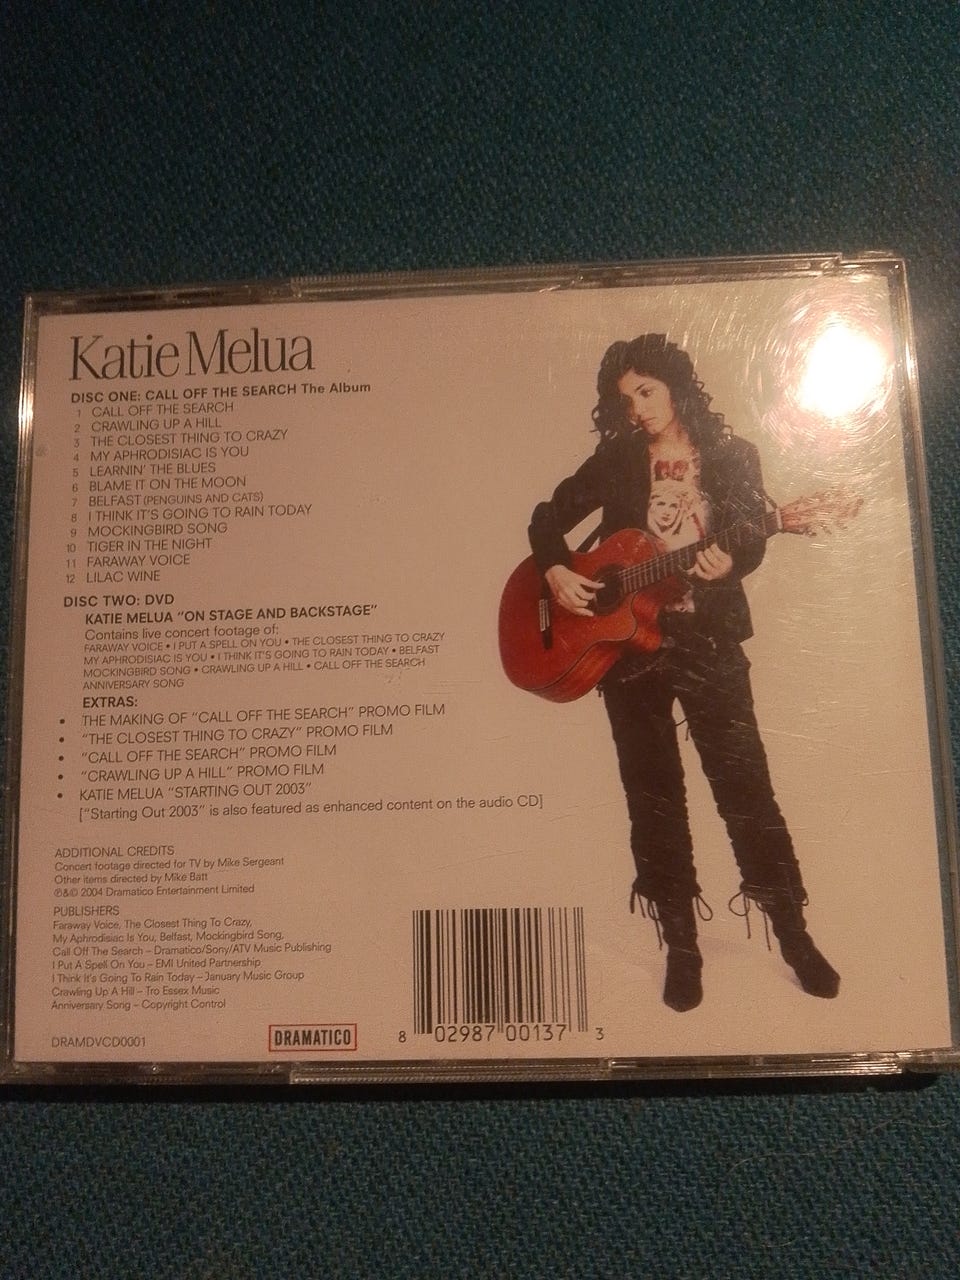 Katie Melua
DISC ONE: CALL OFF THE SEARCH The Album
1 CALL OFF THE SEARCH
2 CRAWLING UP A HILL
3 THE CLOSEST THING TO CRAZY
4 MY APHRODISIAC IS YOU
5 LEARNIN' THE BLUES
6 BLAME IT ON THE MOON
7 BELFAST (PENGUINS AND CATS)
8 I THINK IT'S GOING TO RAIN TODAY
9 MOCKINGBIRD SONG
10 TIGER IN THE NIGHT
11 FARAWAY VOICE
12 LILAC WINE
DISC TWO: DVD
KATIE MELUA "ON STAGE AND BACKSTAGE"
Contains live concert footage of:
FARAWAY VOICE • I PUT A SPELL ON YOU • THE CLOSEST THING TO CRAZY
MY APHRODISIAC IS YOU • I THINK IT'S GOING TO RAIN TODAY • BELFAST
MOCKINGBIRD SONG • CRAWLING UP A HILL • CALL OFF THE SEARCH
ANNIVERSARY SONG
EXTRAS:
• THE MAKING OF "CALL OFF THE SEARCH" PROMO FILM
• "THE CLOSEST THING TO CRAZY" PROMO FILM
• "CALL OFF THE SEARCH" PROMO FILM
• "CRAWLING UP A HILL" PROMO FILM
• KATIE MELUA "STARTING OUT 2003"
["Starting Out 2003" is also featured as enhanced content on the audio CD]
ADDITIONAL CREDITS
Concert footage directed for TV by Mike Sergeant
Other items directed by Mike Batt
℗&© 2004 Dramatico Entertainment Limited
PUBLISHERS
Faraway Voice, The Closest Thing To Crazy,
My Aphrodisiac Is You, Belfast, Mockingbird Song,
Call Off The Search – Dramatico/Sony/ATV Music Publishing
I Put A Spell On You – EMI United Partnership
I Think It's Going To Rain Today – January Music Group
Crawling Up A Hill – Tro Essex Music
Anniversary Song – Copyright Control
DRAMDVCD0001
DRAMATICO
8 02987 00137 3